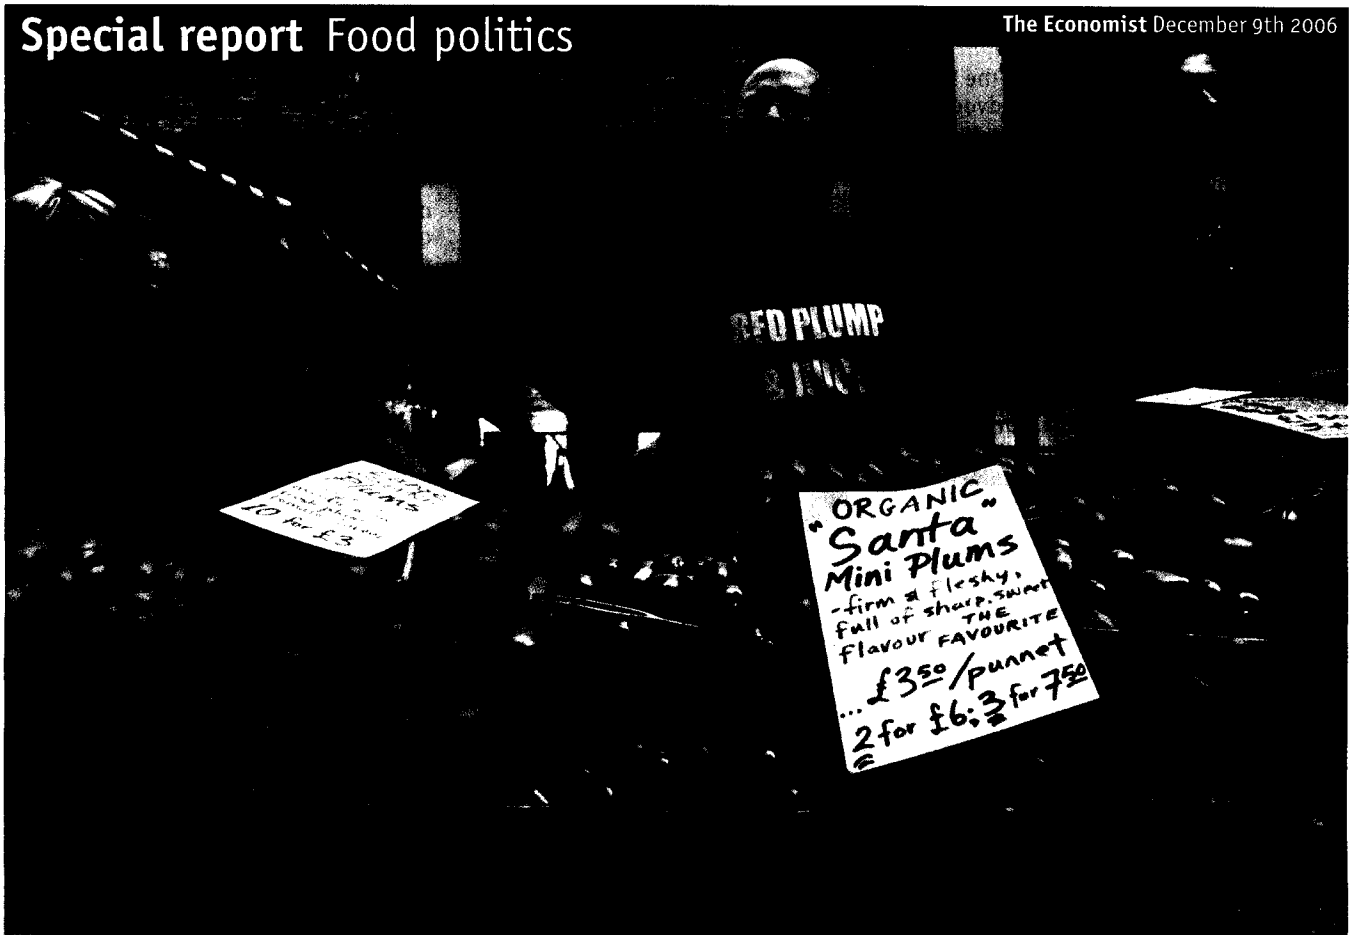 Special report Food politics
The Economist December 9th 2006
RED PLUMP
&
Plums
10 for £3
"ORGANIC
Santa"
Mini Plums
-firm & fleshy,
full of sharp, sweet
flavour THE
FAVOURITE
... £3 50/punnet
2 for £6; 3 for 7 50